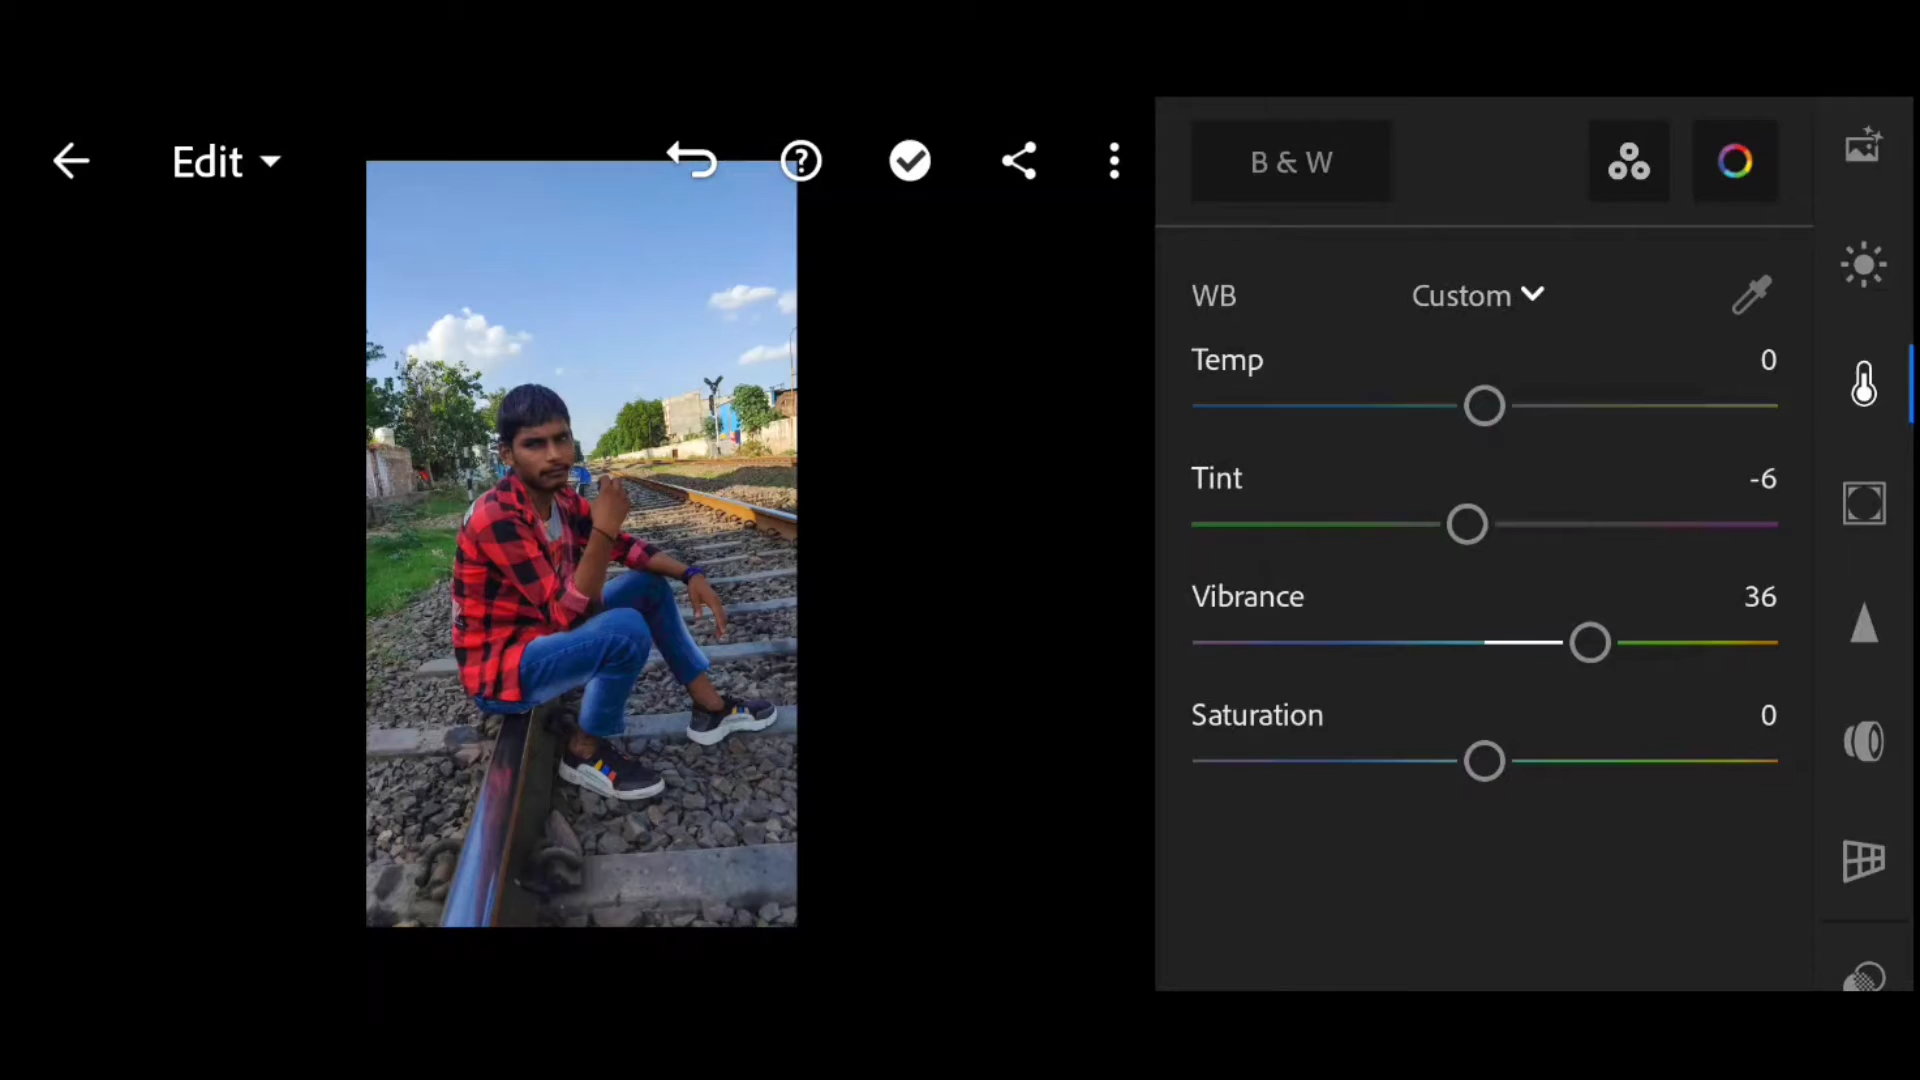 Edit
B & W
WB Custom
Temp 0
Tint -6
Vibrance 36
Saturation 0